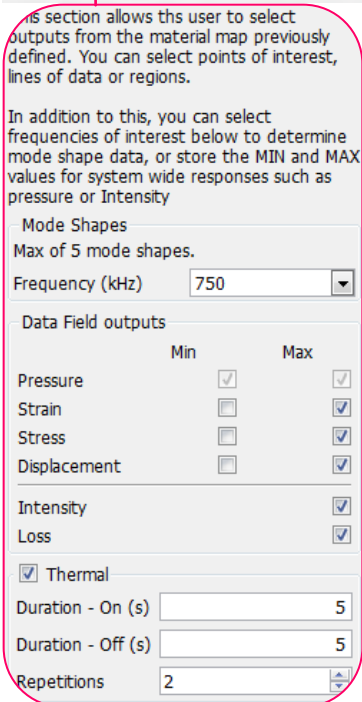 This section allows ths user to select
outputs from the material map previously
defined. You can select points of interest,
lines of data or regions.
In addition to this, you can select
frequencies of interest below to determine
mode shape data, or store the MIN and MAX
values for system wide responses such as
pressure or Intensity
Mode Shapes
Max of 5 mode shapes.
Frequency (kHz) 750
Data Field outputs
Min Max
Pressure
Strain
Stress
Displacement
Intensity
Loss
Thermal
Duration - On (s) 5
Duration - Off (s) 5
Repetitions 2